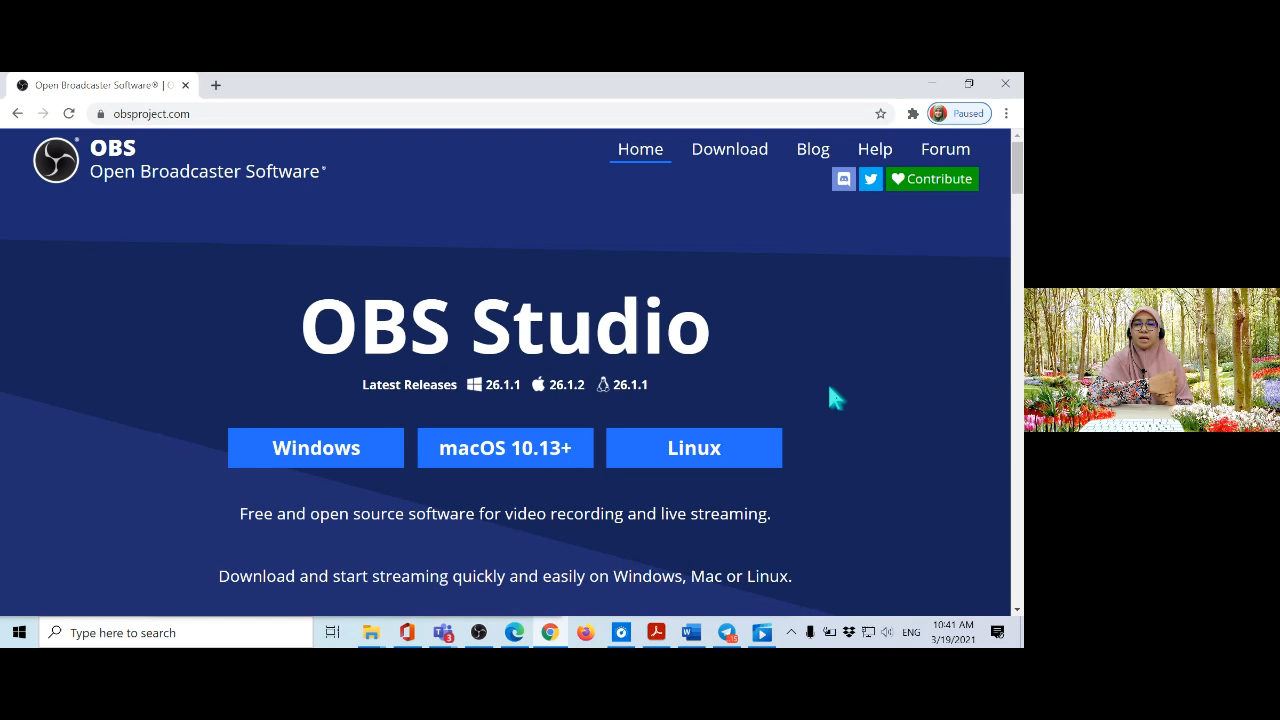 Open Broadcaster Software® | O
obsproject.com
Paused
OBS
Open Broadcaster Software®
Home
Download
Blog
Help
Forum
Contribute
OBS Studio
Latest Releases 26.1.1 26.1.2 26.1.1
Windows
macOS 10.13+
Linux
Free and open source software for video recording and live streaming.
Download and start streaming quickly and easily on Windows, Mac or Linux.
Type here to search
3
15
ENG
10:41 AM
3/19/2021